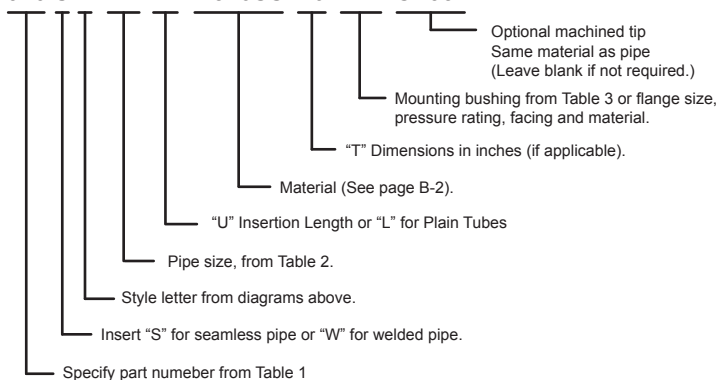 Optional machined tip
Same material as pipe
(Leave blank if not required.)
Mounting bushing from Table 3 or flange size,
pressure rating, facing and material.
“T” Dimensions in inches (if applicable).
Material (See page B-2).
“U” Insertion Length or “L” for Plain Tubes
Pipe size, from Table 2.
Style letter from diagrams above.
Insert “S” for seamless pipe or “W” for welded pipe.
Specify part numeber from Table 1